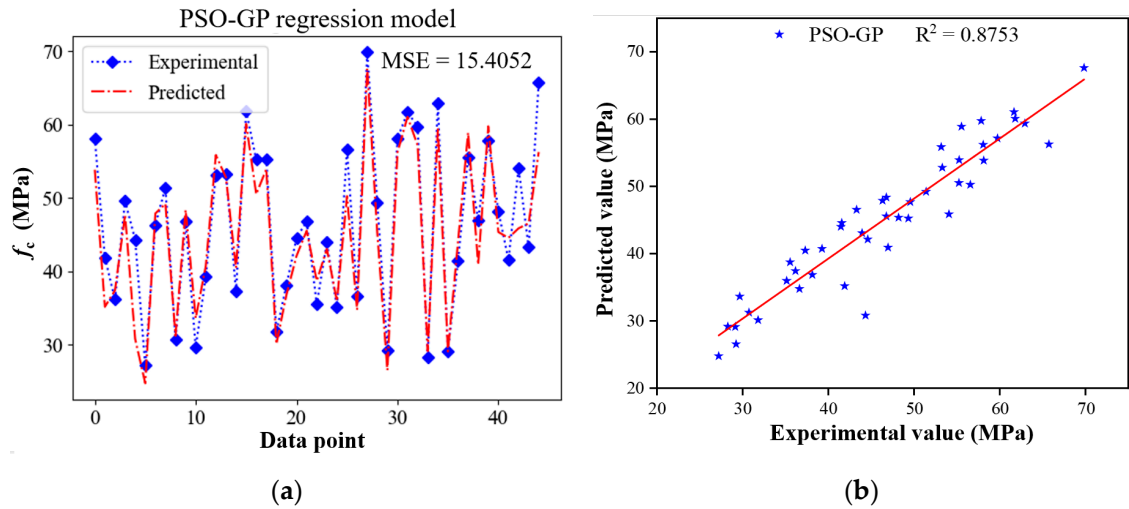 PSO-GP regression model
MSE = 15.4052
Experimental
Predicted
70
60
50
40
30
fc (MPa)
0
10
20
30
40
Data point
(a)
PSO-GP R2 = 0.8753
70
60
50
40
30
20
Predicted value (MPa)
20
30
40
50
60
70
Experimental value (MPa)
(b)